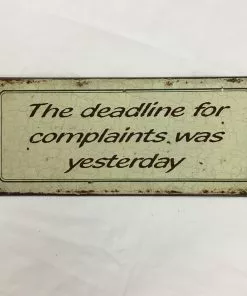 The deadline for
complaints was
yesterday